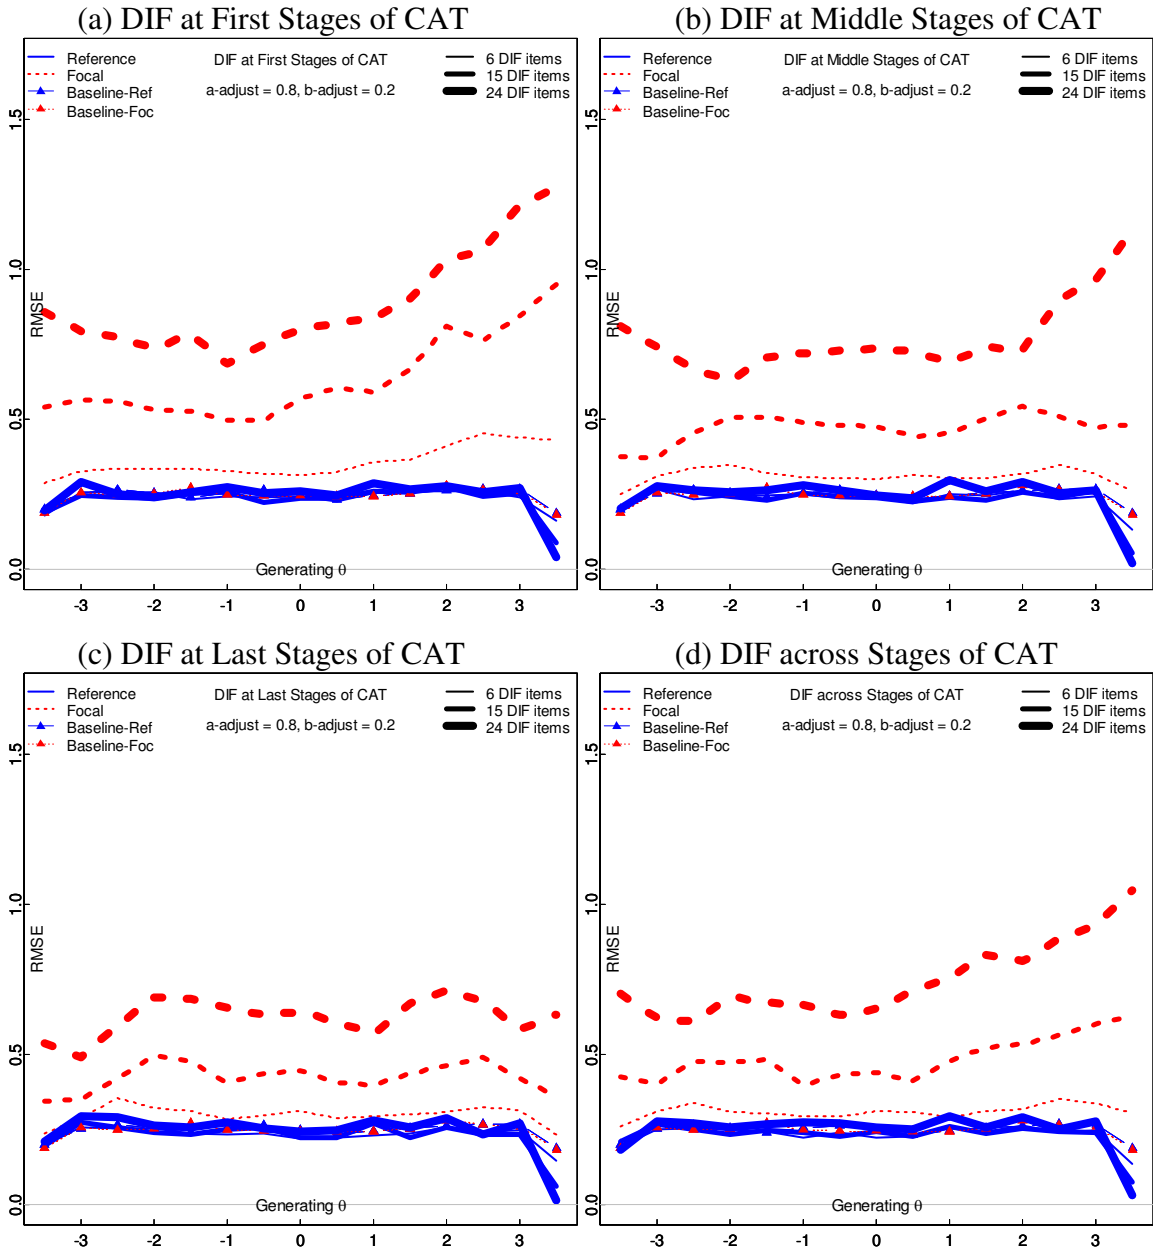 (a) DIF at First Stages of CAT
Reference
Focal
Baseline-Ref
Baseline-Foc
DIF at First Stages of CAT
a-adjust = 0.8, b-adjust = 0.2
6 DIF items
15 DIF items
24 DIF items
RMSE
0.0 0.5 1.0 1.5
Generating θ
-3 -2 -1 0 1 2 3
(b) DIF at Middle Stages of CAT
Reference
Focal
Baseline-Ref
Baseline-Foc
DIF at Middle Stages of CAT
a-adjust = 0.8, b-adjust = 0.2
6 DIF items
15 DIF items
24 DIF items
RMSE
0.0 0.5 1.0 1.5
Generating θ
-3 -2 -1 0 1 2 3
(c) DIF at Last Stages of CAT
Reference
Focal
Baseline-Ref
Baseline-Foc
DIF at Last Stages of CAT
a-adjust = 0.8, b-adjust = 0.2
6 DIF items
15 DIF items
24 DIF items
RMSE
0.0 0.5 1.0 1.5
Generating θ
-3 -2 -1 0 1 2 3
(d) DIF across Stages of CAT
Reference
Focal
Baseline-Ref
Baseline-Foc
DIF across Stages of CAT
a-adjust = 0.8, b-adjust = 0.2
6 DIF items
15 DIF items
24 DIF items
RMSE
0.0 0.5 1.0 1.5
Generating θ
-3 -2 -1 0 1 2 3